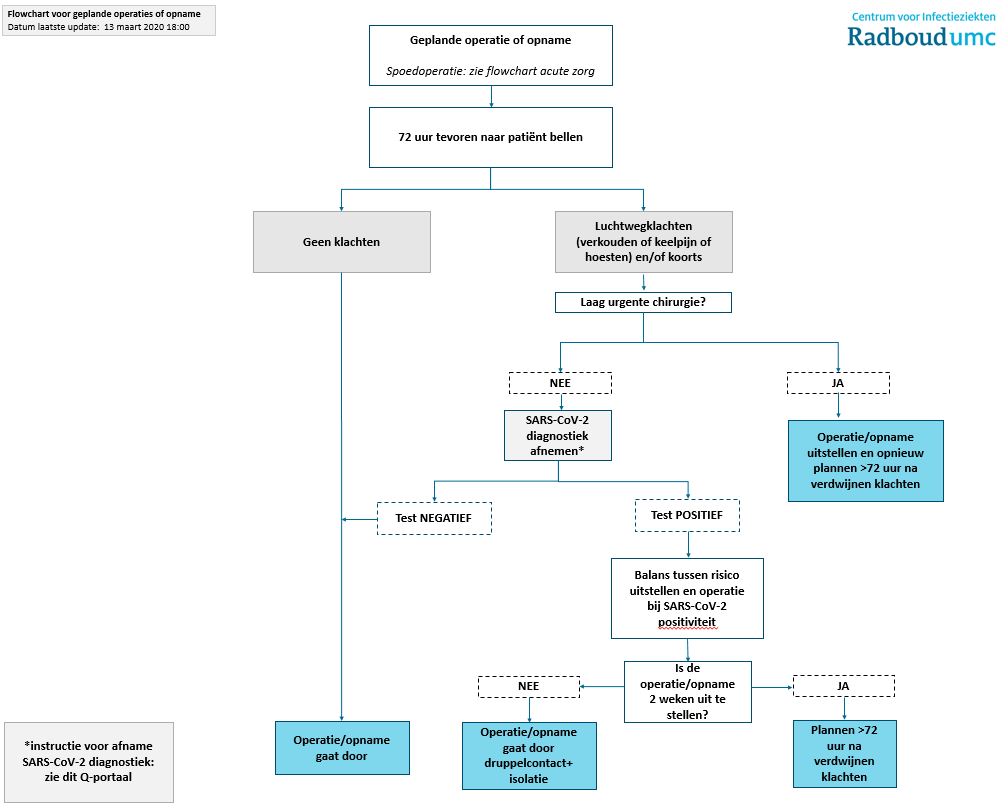 Flowchart voor geplande operaties of opname
Datum laatste update: 13 maart 2020 18:00
Centrum voor Infectieziekten
Radboudumc
Geplande operatie of opname
Spoedoperatie: zie flowchart acute zorg
72 uur tevoren naar patiënt bellen
Geen klachten
Luchtwegklachten
(verkouden of keelpijn of
hoesten) en/of koorts
Laag urgente chirurgie?
NEE
JA
SARS-CoV-2
diagnostiek
afnemen*
Operatie/opname
uitstellen en opnieuw
plannen >72 uur na
verdwijnen klachten
Test NEGATIEF
Test POSITIEF
Balans tussen risico
uitstellen en operatie
bij SARS-CoV-2
positiviteit
Is de
operatie/opname
2 weken uit te
stellen?
NEE
JA
Operatie/opname
gaat door
Operatie/opname
gaat door
druppelcontact+
isolatie
Plannen >72
uur na
verdwijnen
klachten
*instructie voor afname
SARS-CoV-2 diagnostiek:
zie dit Q-portaal